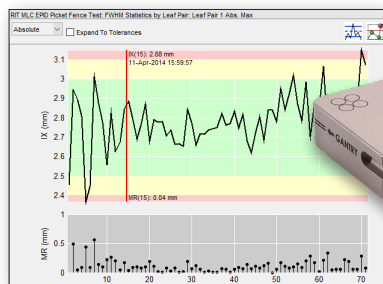 RIT MLC EPID Picket Fence Test: FWHM Statistics by Leaf Pair: Leaf Pair 1 Abs. Max
Absolute
Expand To Tolerances
IX(15): 2.88 mm
11-Apr-2014 15:59:57
3.1
3
2.9
2.8
2.7
2.6
2.5
2.4
IX (mm)
MR(15): 0.04 mm
1
0.5
0
MR (mm)
10 20 30 40 50 60 70
GANTRY